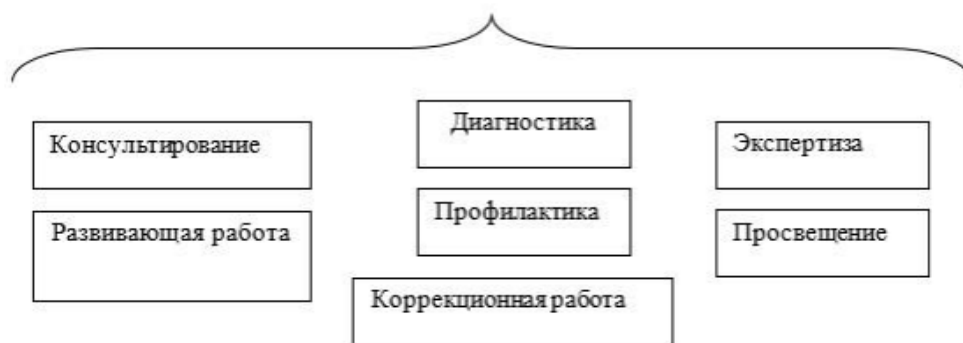 Диагностика
Консультирование
Экспертиза
Профилактика
Развивающая работа
Просвещение
Коррекционная работа